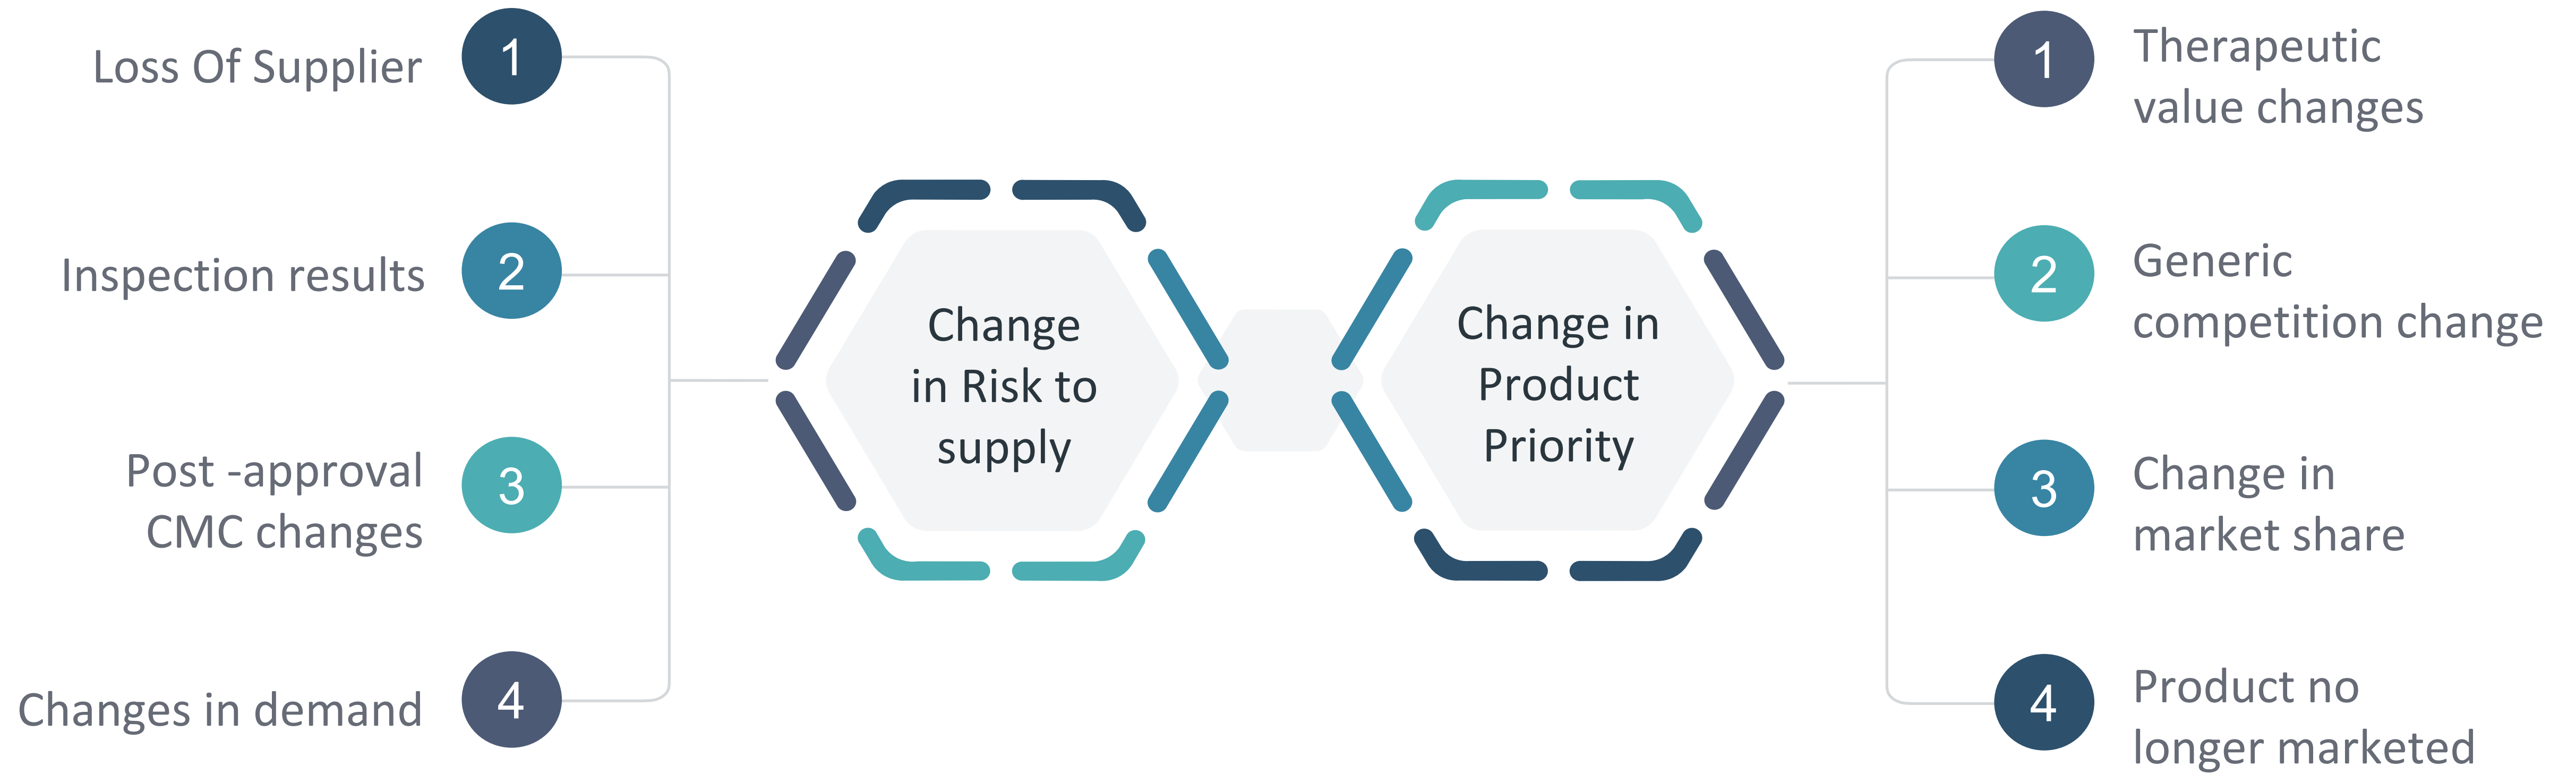 Loss Of Supplier
1
Inspection results
2
Post -approval
CMC changes
3
Changes in demand
4
Change
in Risk to
supply
Change in
Product
Priority
1
Therapeutic
value changes
2
Generic
competition change
3
Change in
market share
4
Product no
longer marketed